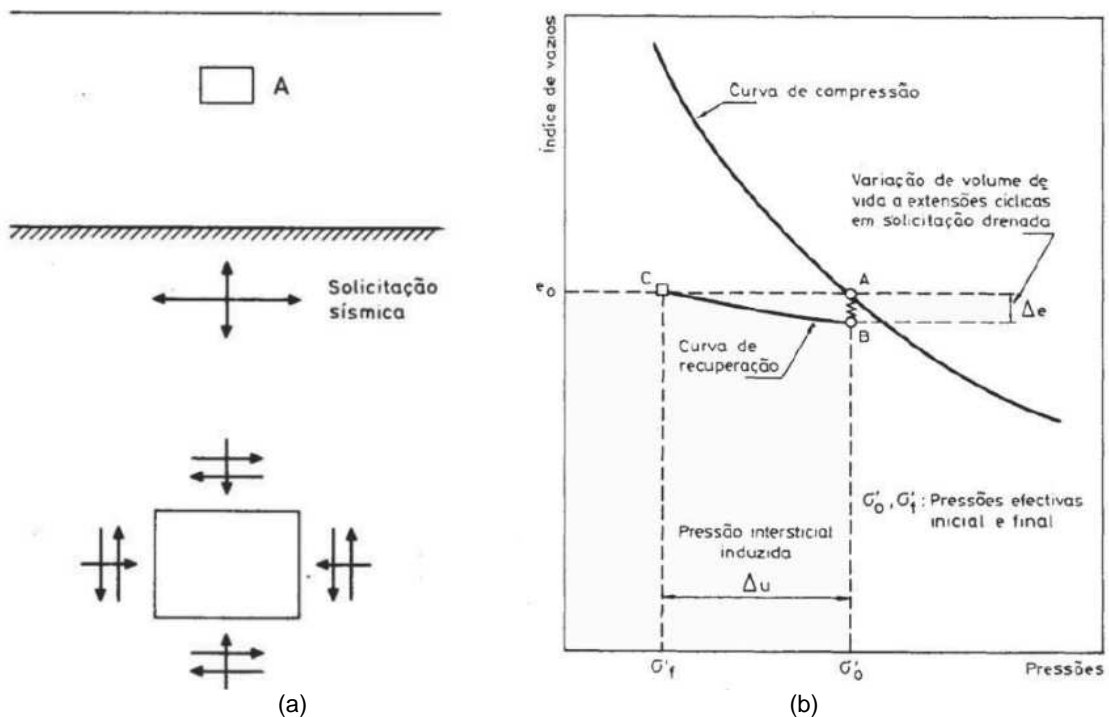 A
Solicitação
sísmica
(a)
índice de vazios
Curva de compressão
Variação de volume de
vida a extensões cíclicas
em solicitação drenada
e₀
C
A
Δe
B
Curva de
recuperação
σ'₀, σ'f : Pressões efectivas
inicial e final
Pressão intersticial
induzida
Δu
σ'f
σ'₀
Pressões
(b)